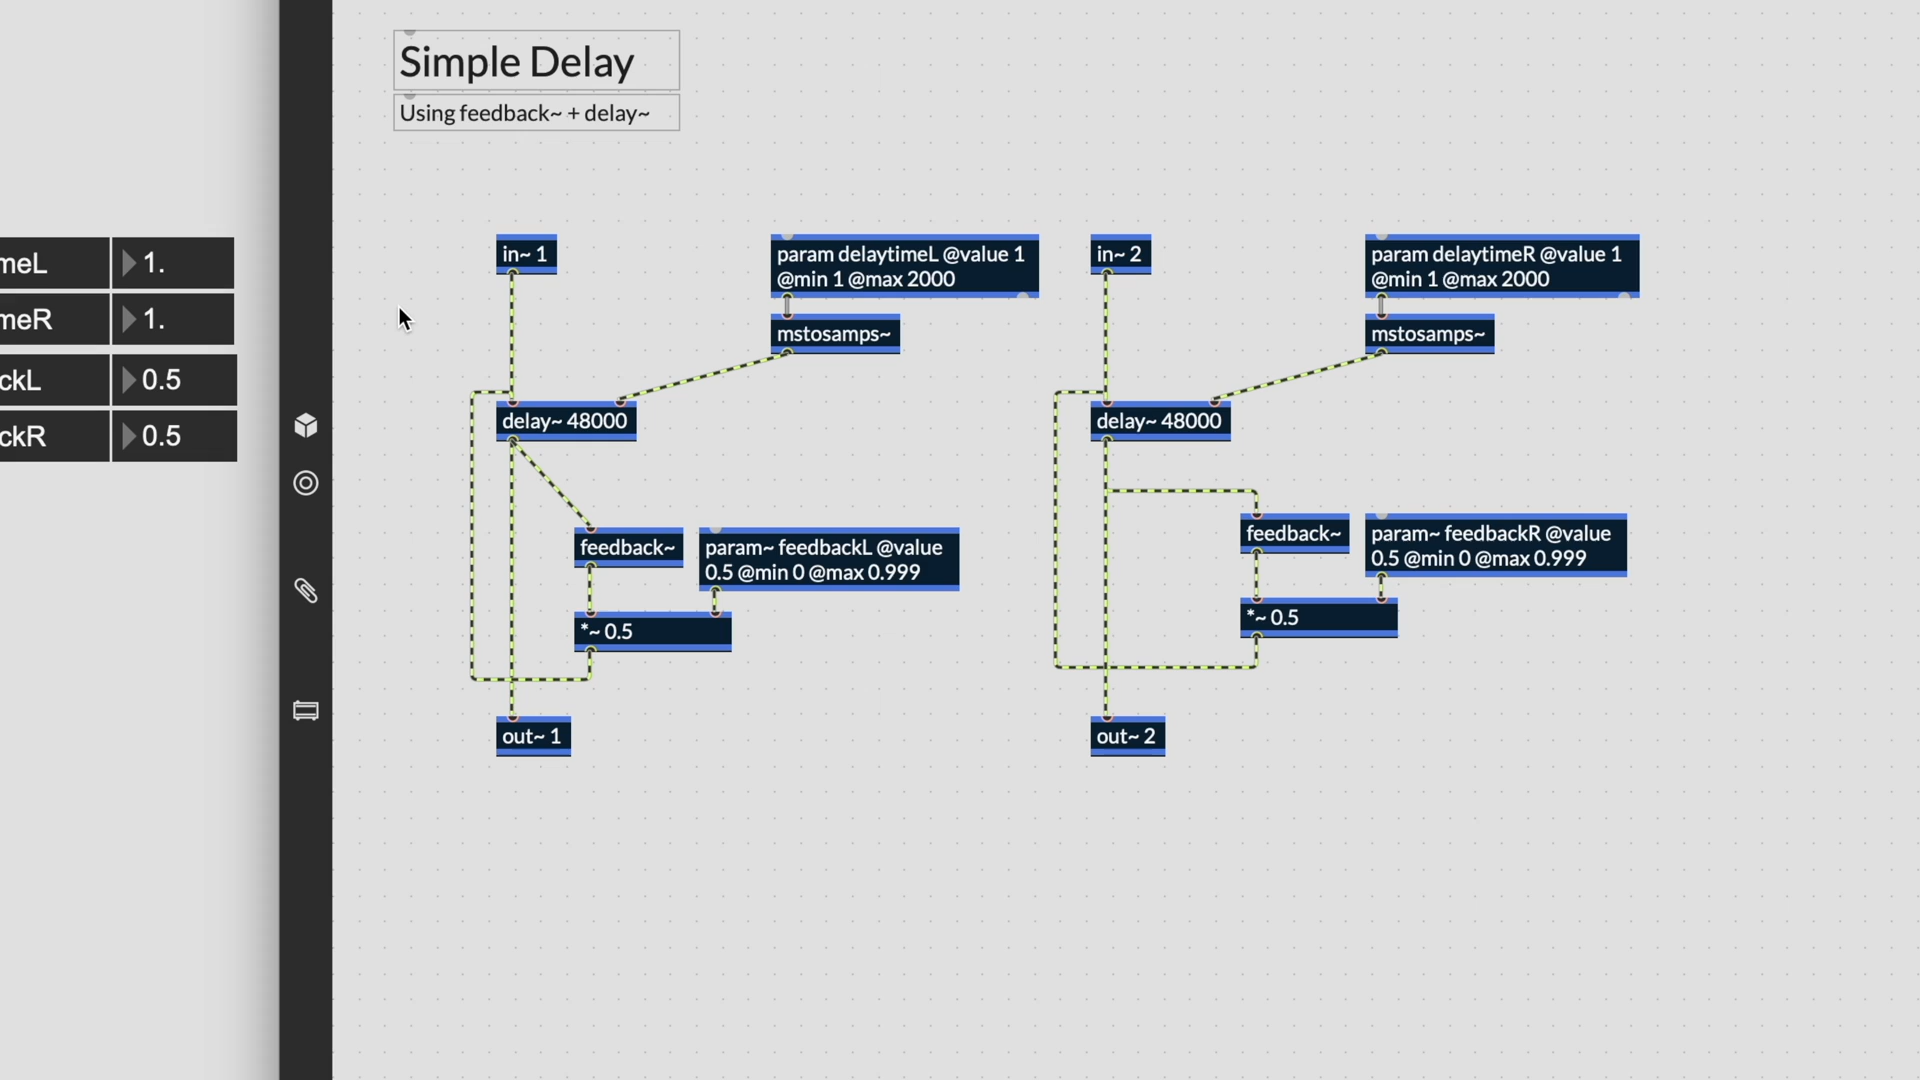 Simple Delay
Using feedback~ + delay~
meL 1.
meR 1.
ckL 0.5
ckR 0.5
in~ 1
param delaytimeL @value 1
@min 1 @max 2000
mstosamps~
delay~ 48000
feedback~
param~ feedbackL @value
0.5 @min 0 @max 0.999
*~ 0.5
out~ 1
in~ 2
param delaytimeR @value 1
@min 1 @max 2000
mstosamps~
delay~ 48000
feedback~
param~ feedbackR @value
0.5 @min 0 @max 0.999
*~ 0.5
out~ 2